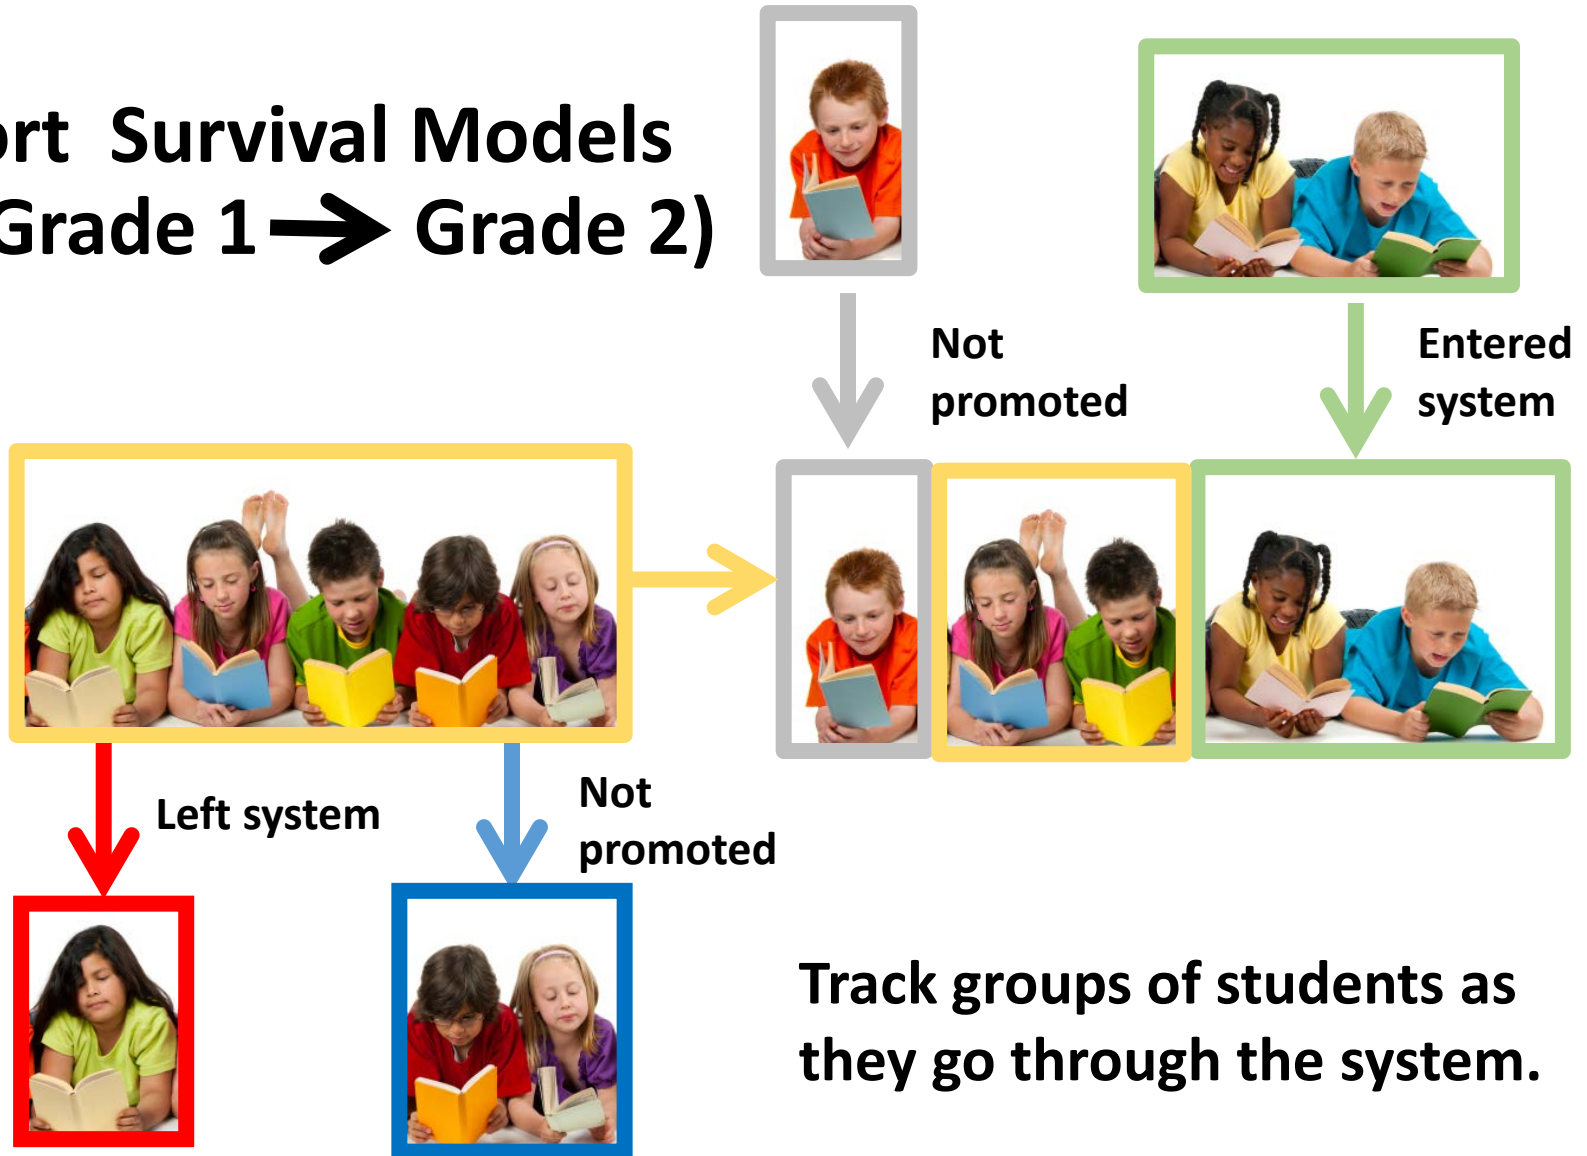 ort Survival Models
Grade 1 → Grade 2)
Not
promoted
Entered
system
Left system
Not
promoted
Track groups of students as
they go through the system.